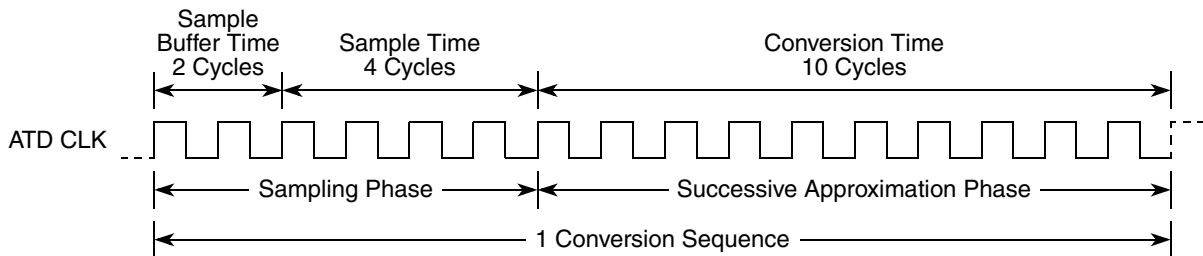 Sample
Buffer Time
2 Cycles
Sample Time
4 Cycles
Conversion Time
10 Cycles
ATD CLK
Sampling Phase
Successive Approximation Phase
1 Conversion Sequence